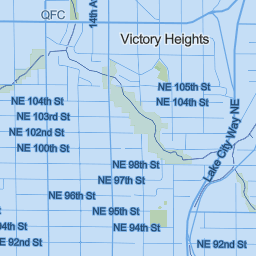 QFC
14th A
Victory Heights
NE 105th St
NE 104th St
NE 104th St
NE 103rd St
NE 102nd St
NE 100th St
Lake City Way NE
NE 98th St
NE 97th St
NE 96th St
NE 95th St
NE 94th St
NE 92nd St
NE 92nd St